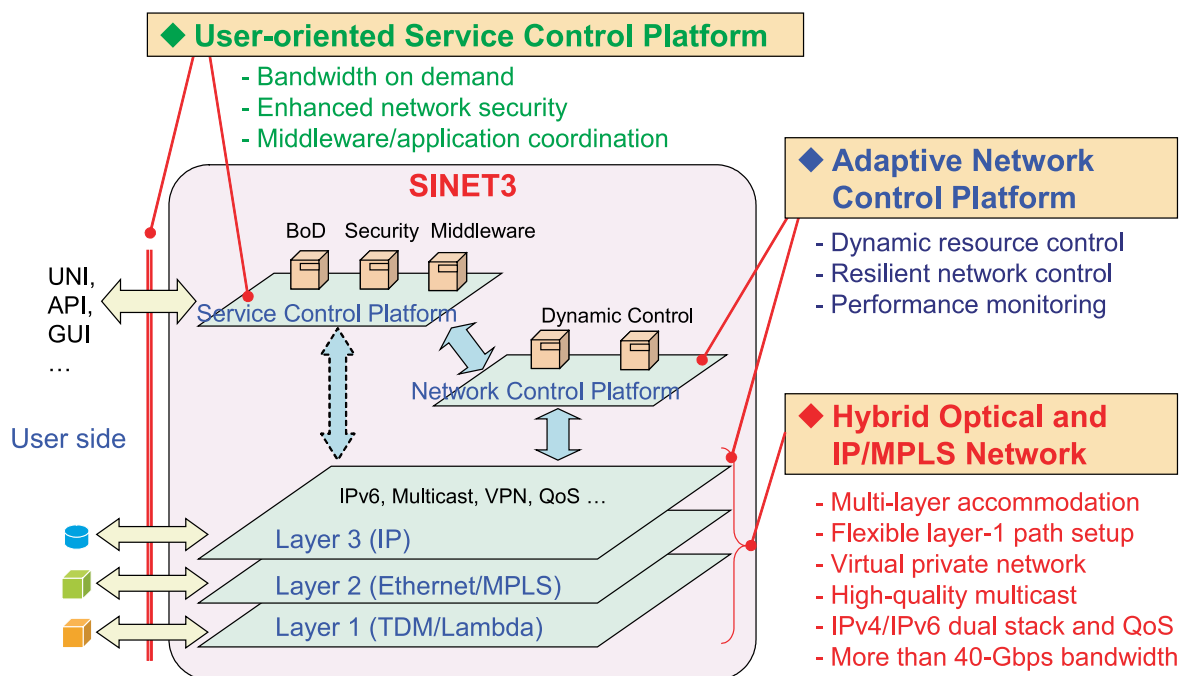 ◆ User-oriented Service Control Platform
- Bandwidth on demand
- Enhanced network security
- Middleware/application coordination
SINET3
BoD Security Middleware
UNI,
API,
GUI
…
Service Control Platform
Dynamic Control
Network Control Platform
User side
IPv6, Multicast, VPN, QoS …
Layer 3 (IP)
Layer 2 (Ethernet/MPLS)
Layer 1 (TDM/Lambda)
◆ Adaptive Network
Control Platform
- Dynamic resource control
- Resilient network control
- Performance monitoring
◆ Hybrid Optical and
IP/MPLS Network
- Multi-layer accommodation
- Flexible layer-1 path setup
- Virtual private network
- High-quality multicast
- IPv4/IPv6 dual stack and QoS
- More than 40-Gbps bandwidth